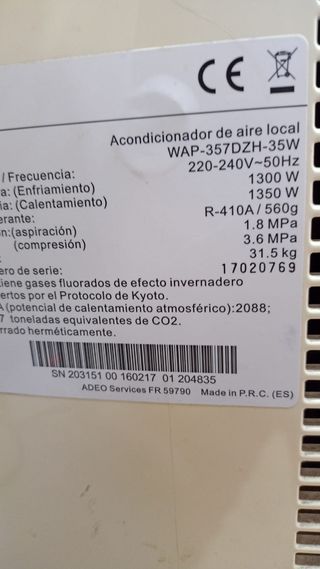 CE
Acondicionador de aire local
WAP-357DZH-35W
/ Frecuencia: 220-240V~50Hz
a: (Enfriamiento) 1300 W
ia: (Calentamiento) 1350 W
erante: R-410A / 560g
on:(aspiración) 1.8 MPa
(compresión) 3.6 MPa
: 31.5 kg
ero de serie: 17020769
tiene gases fluorados de efecto invernadero
ertos por el Protocolo de Kyoto.
A (potencial de calentamiento atmosférico):2088;
7 toneladas equivalentes de CO2.
rrado herméticamente.
SN 203151 00 160217 01 204835
ADEO Services FR 59790 Made in P.R.C. (ES)